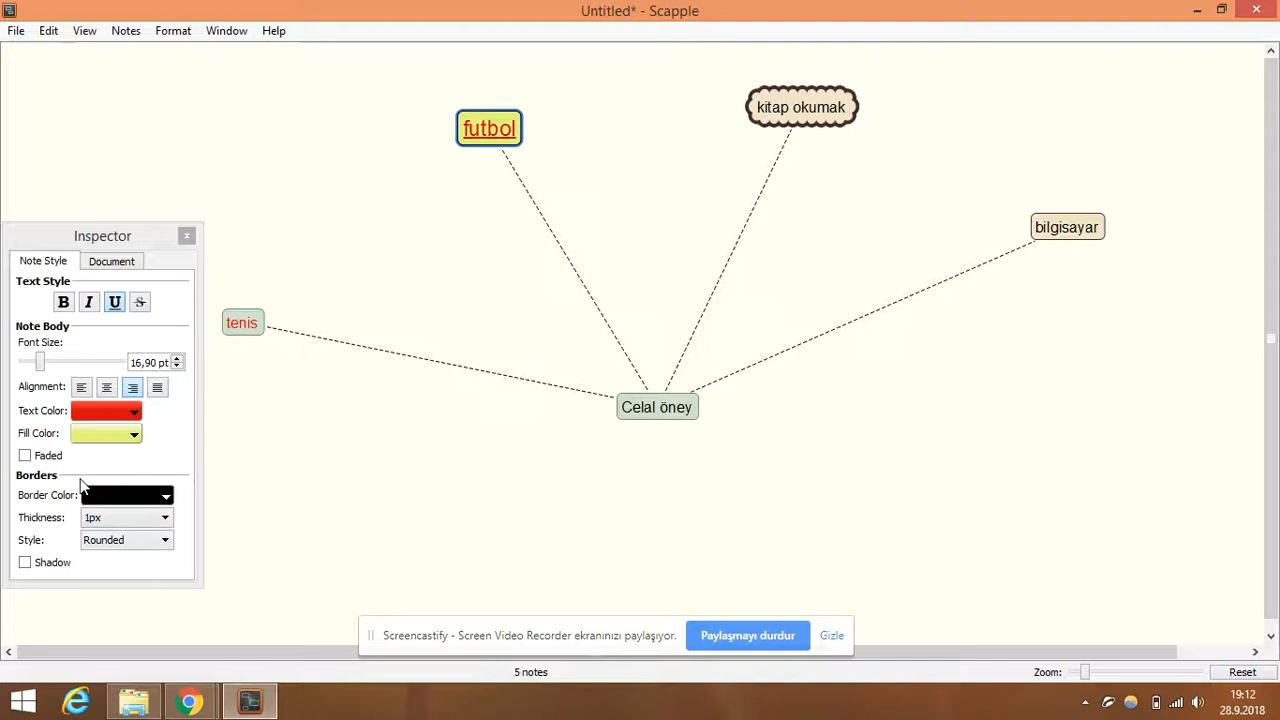 Untitled* - Scapple
File Edit View Notes Format Window Help
kitap okumak
futbol
bilgisayar
tenis
Celal öney
Inspector x
Note Style Document
Text Style
B I U S
Note Body
Font Size:
16,90 pt
Alignment:
Text Color:
Fill Color:
Faded
Borders
Border Color:
Thickness: 1px
Style: Rounded
Shadow
Screencastify - Screen Video Recorder ekranınızı paylaşıyor. Paylaşmayı durdur Gizle
5 notes Zoom: Reset
19:12
28.9.2018